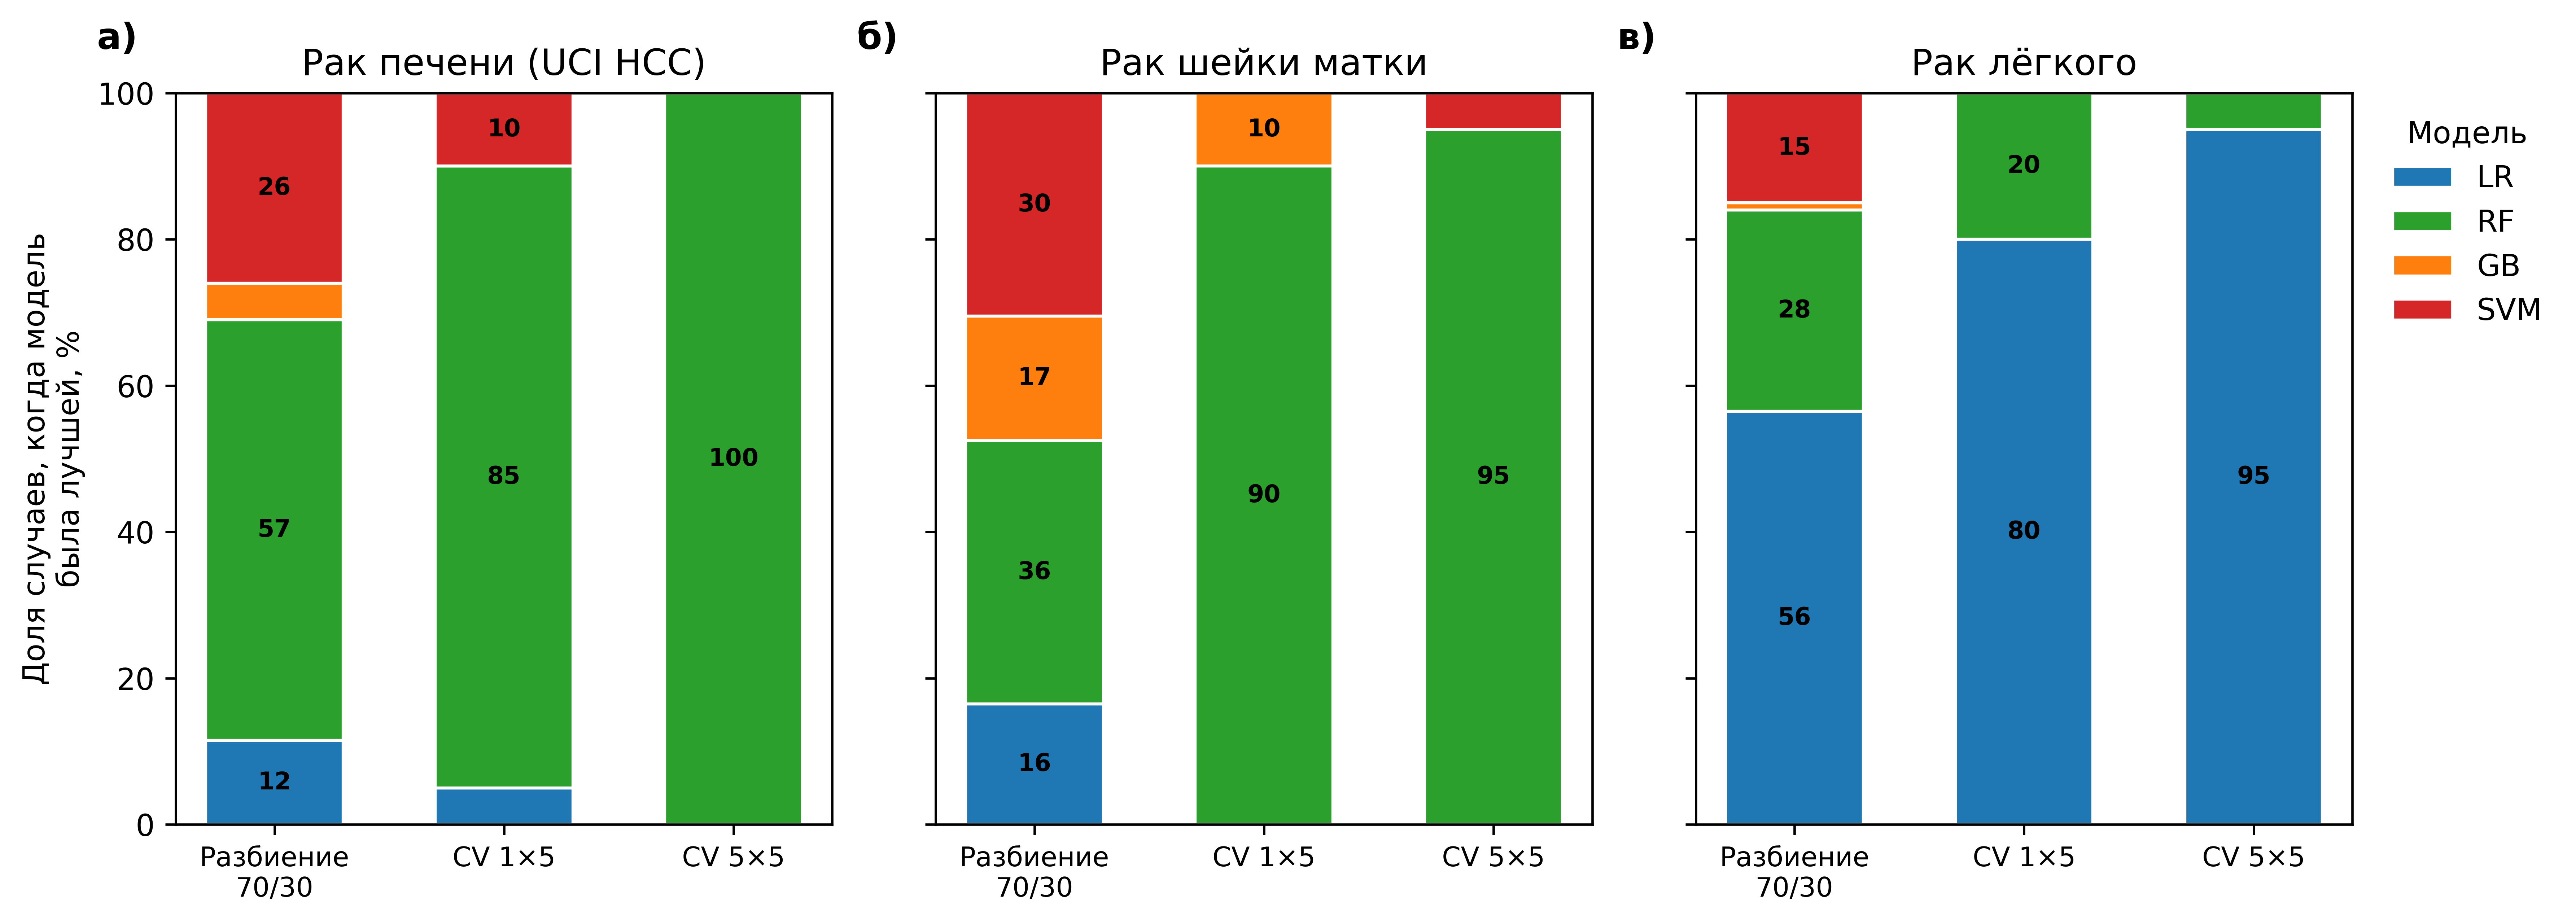 а)
Рак печени (UCI HCC)
Доля случаев, когда модель
была лучшей, %
100
80
60
40
20
0
26
57
12
10
85
100
Разбиение
70/30
CV 1×5
CV 5×5
б)
Рак шейки матки
30
17
36
16
10
90
95
Разбиение
70/30
CV 1×5
CV 5×5
в)
Рак лёгкого
15
28
56
20
80
95
Разбиение
70/30
CV 1×5
CV 5×5
Модель
LR
RF
GB
SVM